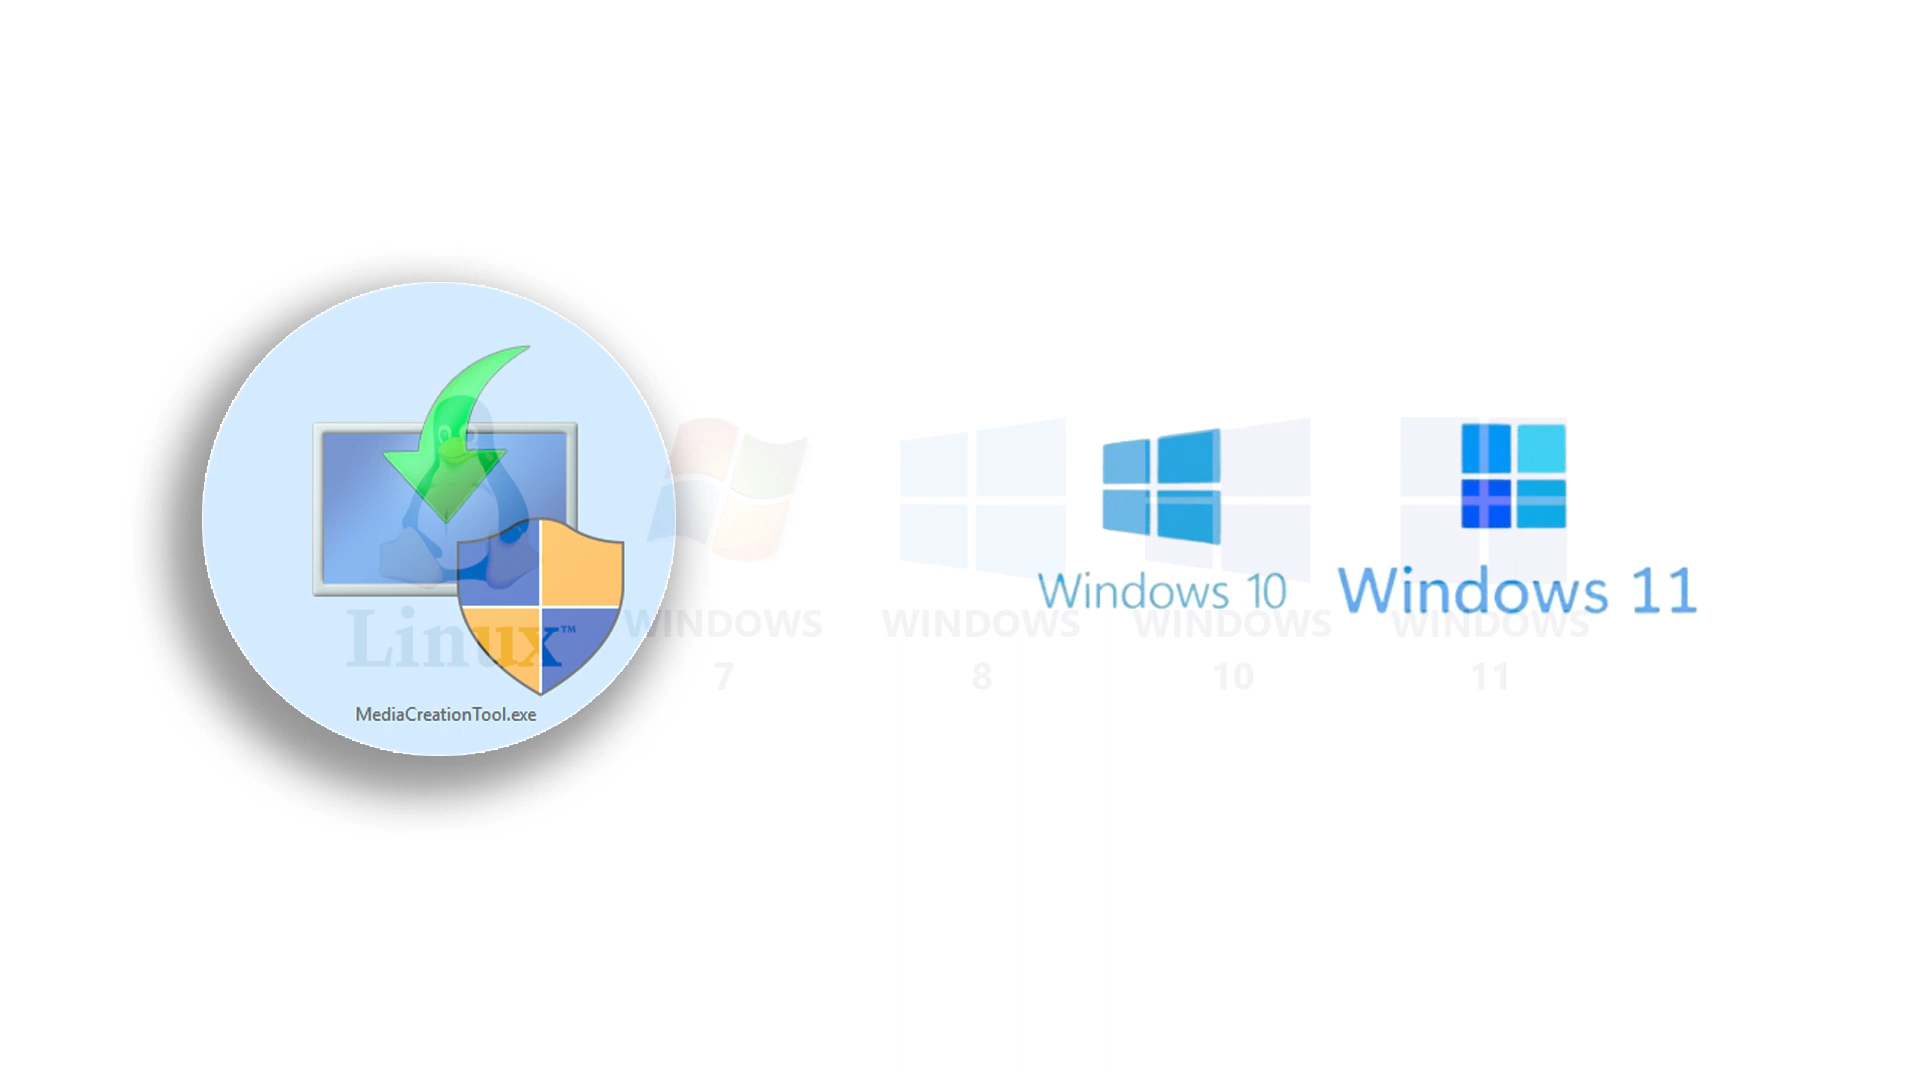 Windows 10
Windows 11
Linux™
WINDOWS
7
WINDOWS
8
WINDOWS
10
WINDOWS
11
MediaCreationTool.exe